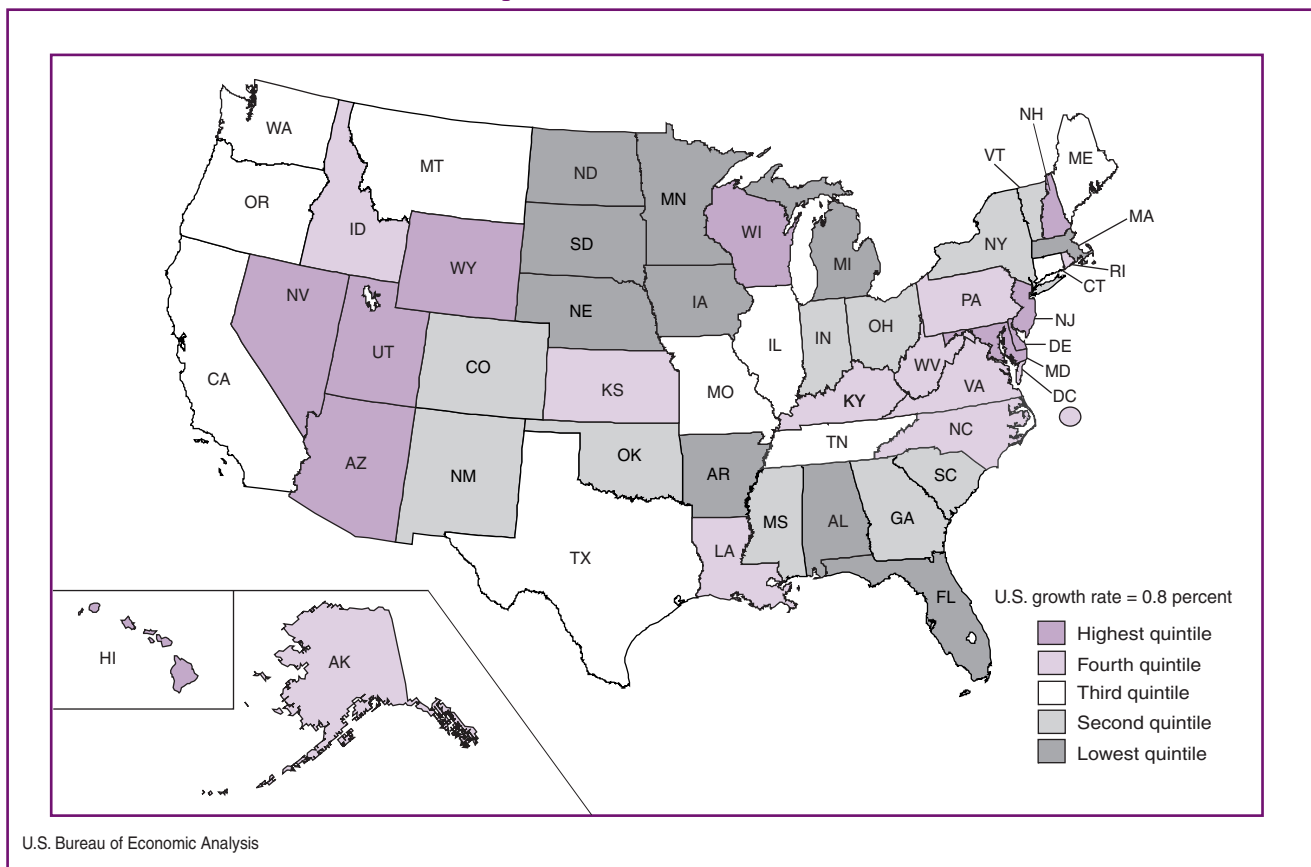 NH
VT
ME
WA
MT
ND
MN
OR
MA
ID
WI
NY
SD
WY
MI
RI
CT
PA
IA
NV
NE
NJ
OH
IL
IN
DE
UT
CO
WV
MD
CA
VA
KS
DC
MO
KY
NC
TN
OK
AZ
NM
AR
SC
MS
AL
GA
LA
TX
FL
U.S. growth rate = 0.8 percent
Highest quintile
HI
AK
Fourth quintile
Third quintile
Second quintile
Lowest quintile
U.S. Bureau of Economic Analysis